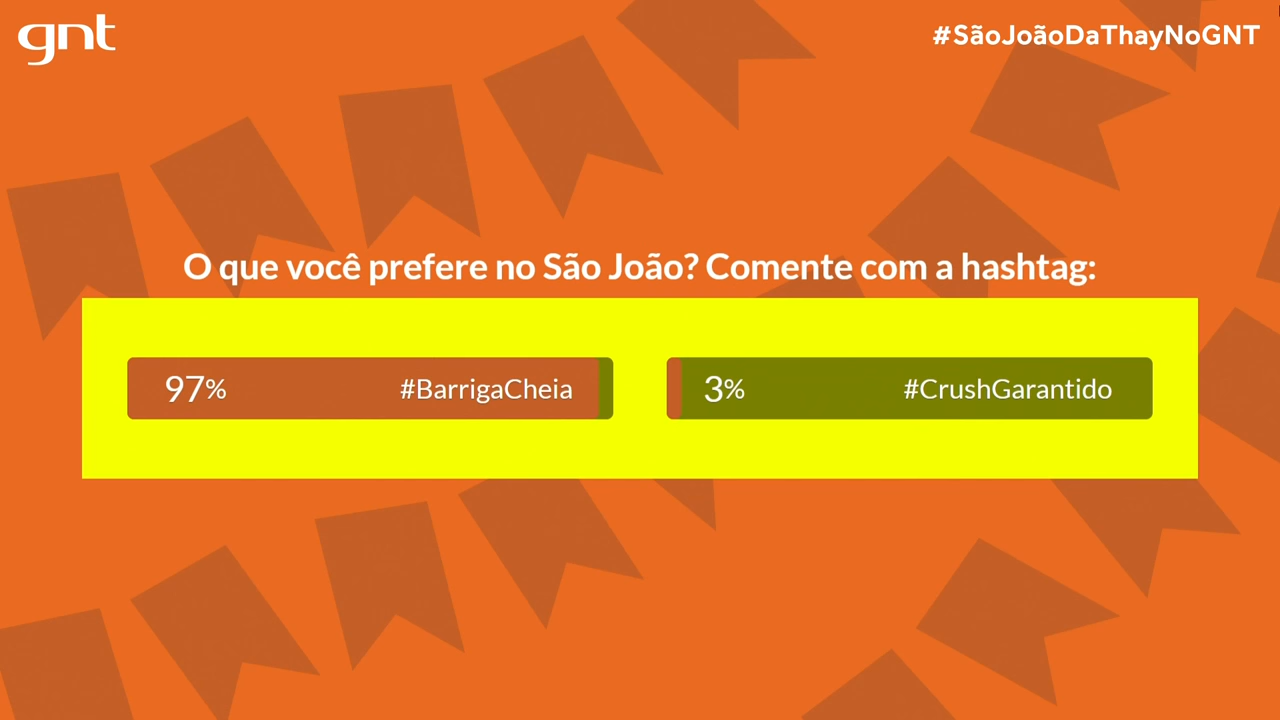 gnt
#SãoJoãoDaThayNoGNT
O que você prefere no São João? Comente com a hashtag:
97% #BarrigaCheia
3% #CrushGarantido